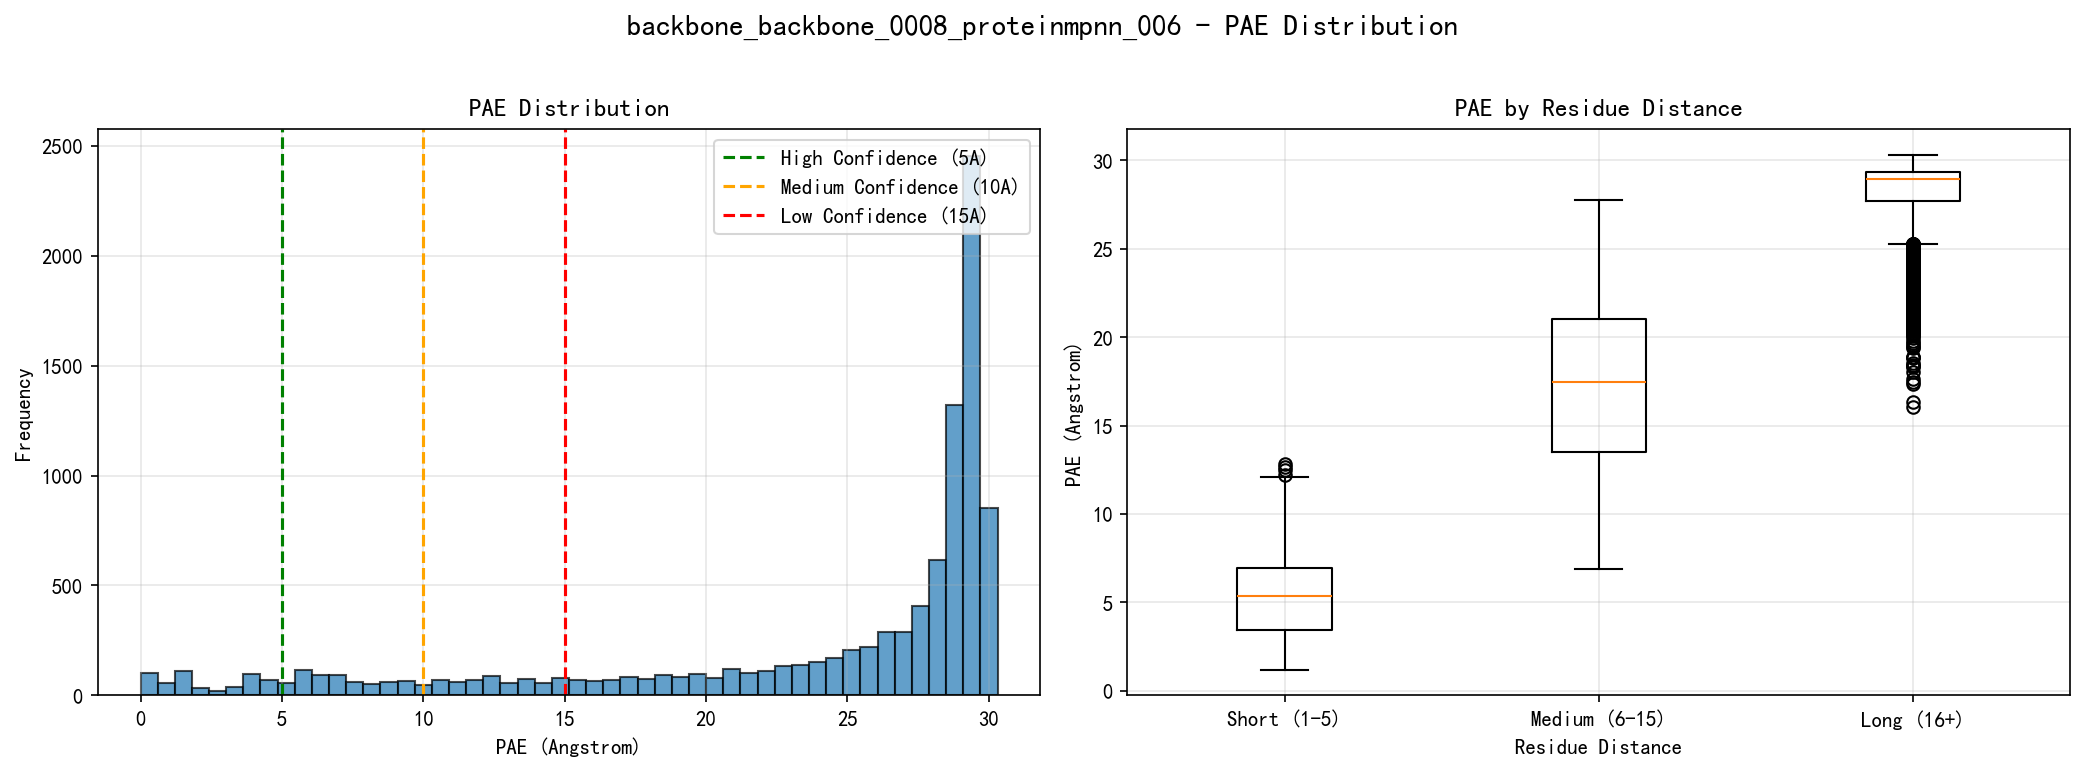 backbone_backbone_0008_proteinmpnn_006 - PAE Distribution
PAE Distribution
2500
2000
1500
1000
500
0
Frequency
High Confidence (5A)
Medium Confidence (10A)
Low Confidence (15A)
0 5 10 15 20 25 30
PAE (Angstrom)
PAE by Residue Distance
30
25
20
15
10
5
0
PAE (Angstrom)
Short (1-5) Medium (6-15) Long (16+)
Residue Distance